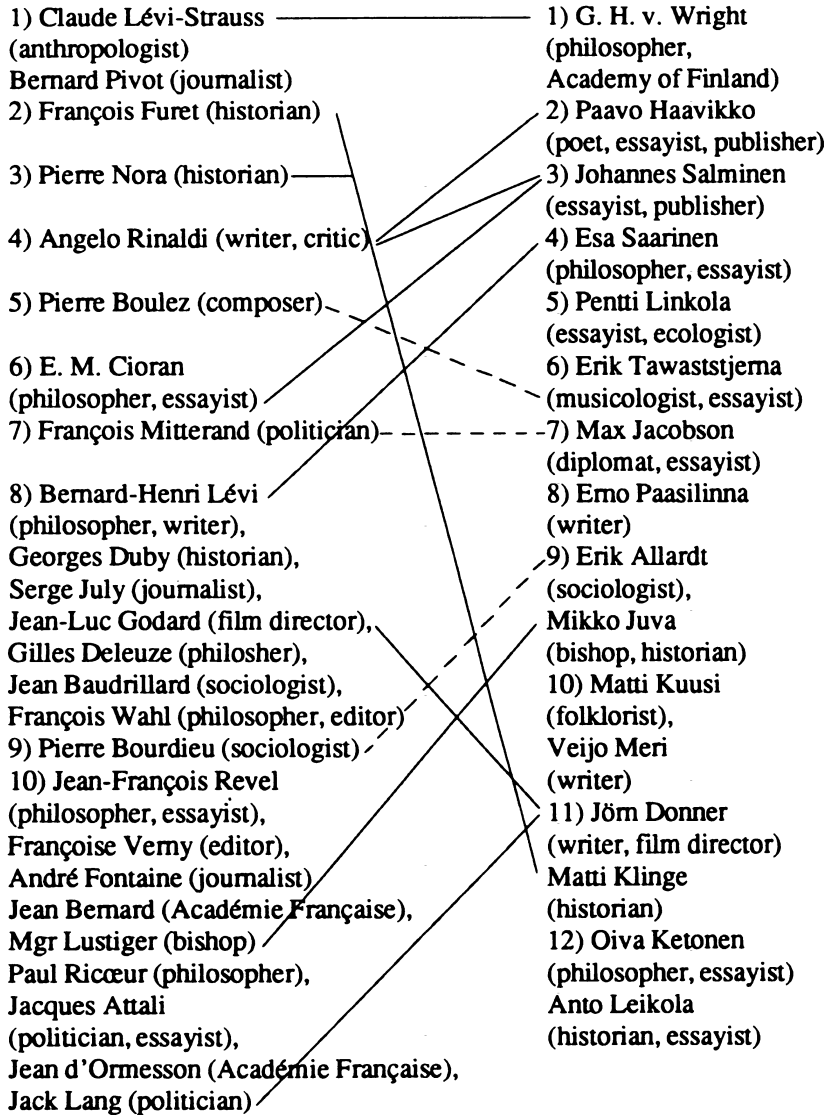 1) Claude Lévi-Strauss
(anthropologist)
Bernard Pivot (journalist)
2) François Furet (historian)
3) Pierre Nora (historian)
4) Angelo Rinaldi (writer, critic)
5) Pierre Boulez (composer)
6) E. M. Cioran
(philosopher, essayist)
7) François Mitterand (politician)
8) Bernard-Henri Lévi
(philosopher, writer),
Georges Duby (historian),
Serge July (journalist),
Jean-Luc Godard (film director),
Gilles Deleuze (philosher),
Jean Baudrillard (sociologist),
François Wahl (philosopher, editor)
9) Pierre Bourdieu (sociologist)
10) Jean-François Revel
(philosopher, essayist),
Françoise Verny (editor),
André Fontaine (journalist)
Jean Bernard (Académie Française),
Mgr Lustiger (bishop)
Paul Ricœur (philosopher),
Jacques Attali
(politician, essayist),
Jean d'Ormesson (Académie Française),
Jack Lang (politician)
1) G. H. v. Wright
(philosopher,
Academy of Finland)
2) Paavo Haavikko
(poet, essayist, publisher)
3) Johannes Salminen
(essayist, publisher)
4) Esa Saarinen
(philosopher, essayist)
5) Pentti Linkola
(essayist, ecologist)
6) Erik Tawaststjerna
(musicologist, essayist)
7) Max Jacobson
(diplomat, essayist)
8) Erno Paasilinna
(writer)
9) Erik Allardt
(sociologist),
Mikko Juva
(bishop, historian)
10) Matti Kuusi
(folklorist),
Veijo Meri
(writer)
11) Jörn Donner
(writer, film director)
Matti Klinge
(historian)
12) Oiva Ketonen
(philosopher, essayist)
Anto Leikola
(historian, essayist)